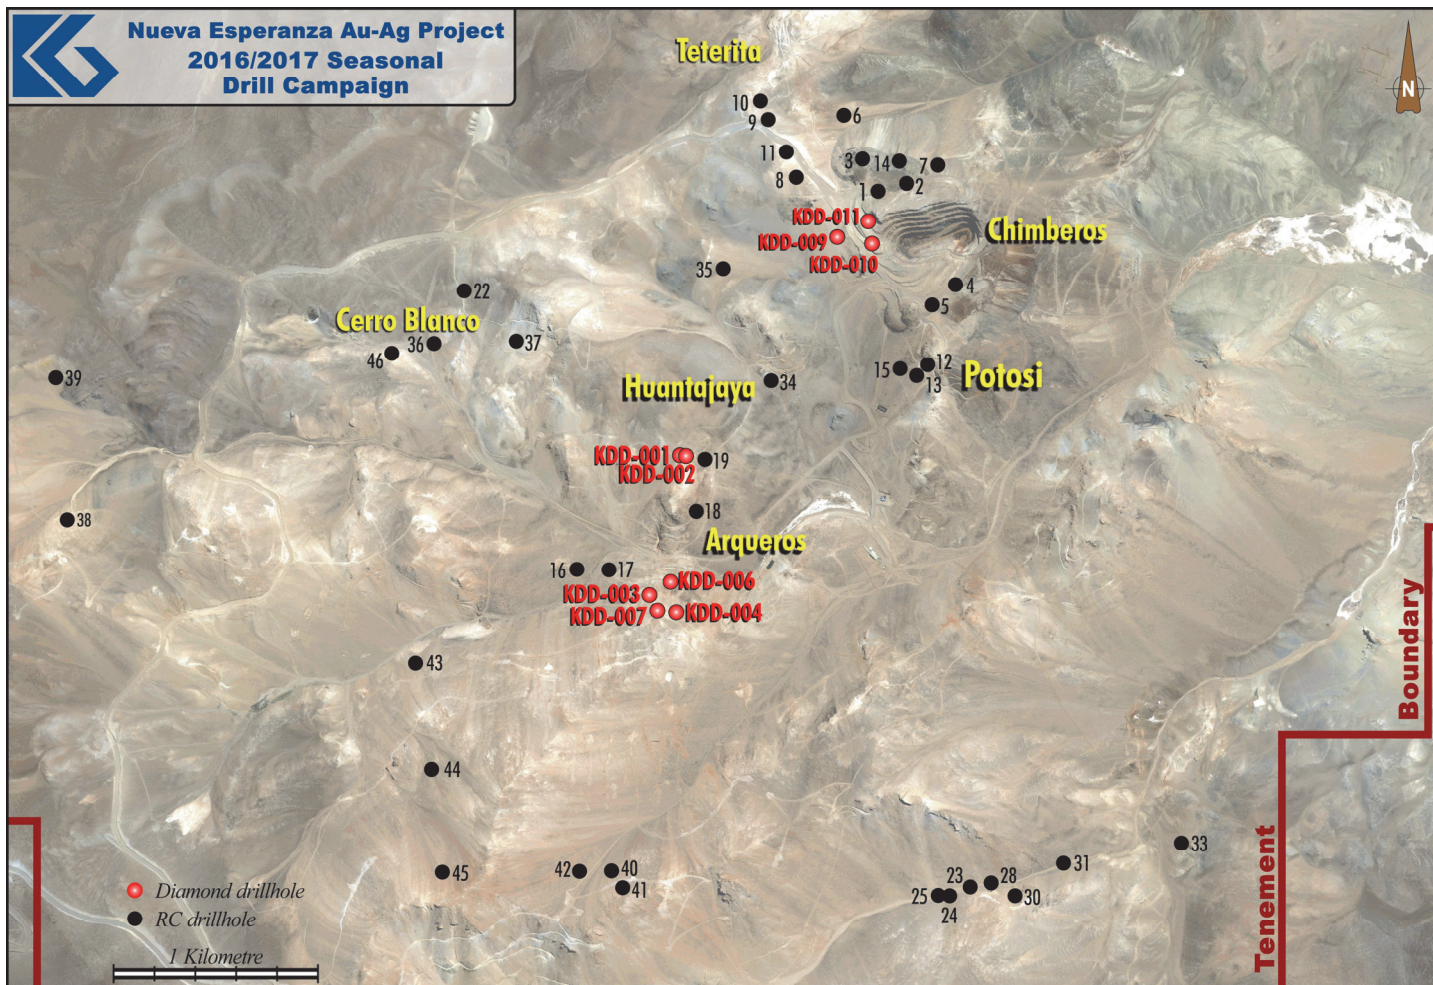 Nueva Esperanza Au-Ag Project
2016/2017 Seasonal
Drill Campaign
N
Teterita
10
9
6
11
3
14
7
8
1
2
KDD-011
KDD-009
KDD-010
Chimberos
35
4
22
5
Cerro Blanco
37
36
46
39
12
15
13
Potosi
Huantajaya
34
KDD-001
KDD-002
19
38
18
Arqueros
16
17
KDD-006
KDD-003
KDD-007
KDD-004
Boundary
43
44
33
31
45
42
40
41
23
28
25
24
30
Tenement
Diamond drillhole
RC drillhole
1 Kilometre